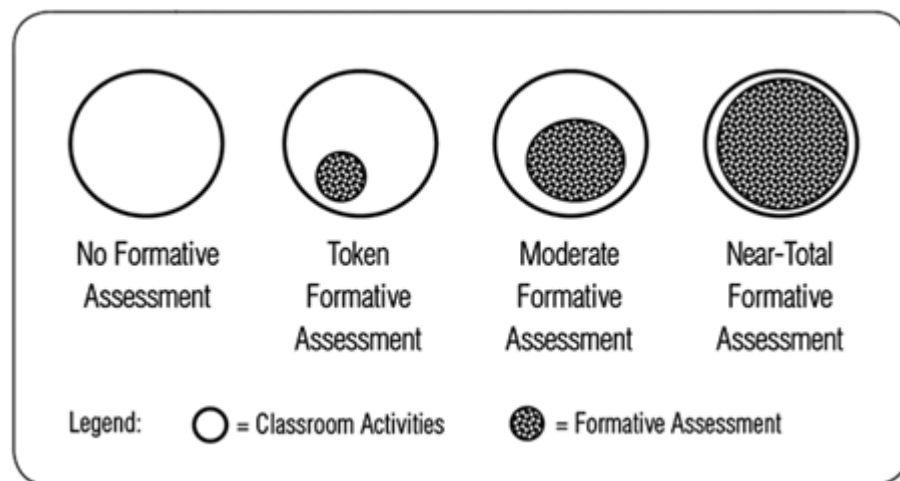 No Formative
Assessment
Token
Formative
Assessment
Moderate
Formative
Assessment
Near-Total
Formative
Assessment
Legend:
= Classroom Activities
= Formative Assessment